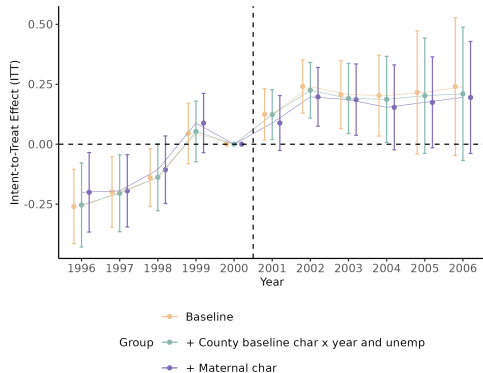 0.50
0.25
0.00
-0.25
Intent-to-Treat Effect (ITT)
1996 1997 1998 1999 2000 2001 2002 2003 2004 2005 2006
Year
Baseline
Group + County baseline char x year and unemp
+ Maternal char